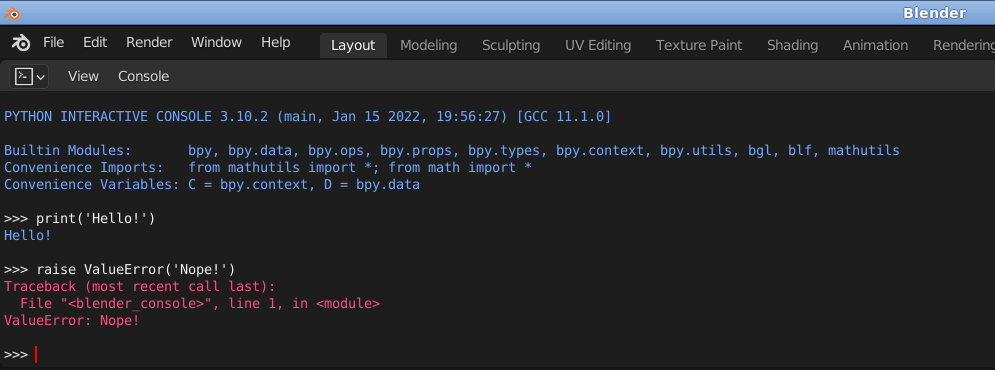 Blender
File Edit Render Window Help Layout Modeling Sculpting UV Editing Texture Paint Shading Animation Rendering
View Console
PYTHON INTERACTIVE CONSOLE 3.10.2 (main, Jan 15 2022, 19:56:27) [GCC 11.1.0]
Builtin Modules: bpy, bpy.data, bpy.ops, bpy.props, bpy.types, bpy.context, bpy.utils, bgl, blf, mathutils
Convenience Imports: from mathutils import *; from math import *
Convenience Variables: C = bpy.context, D = bpy.data
>>> print('Hello!')
Hello!
>>> raise ValueError('Nope!')
Traceback (most recent call last):
  File "<blender_console>", line 1, in <module>
ValueError: Nope!
>>>